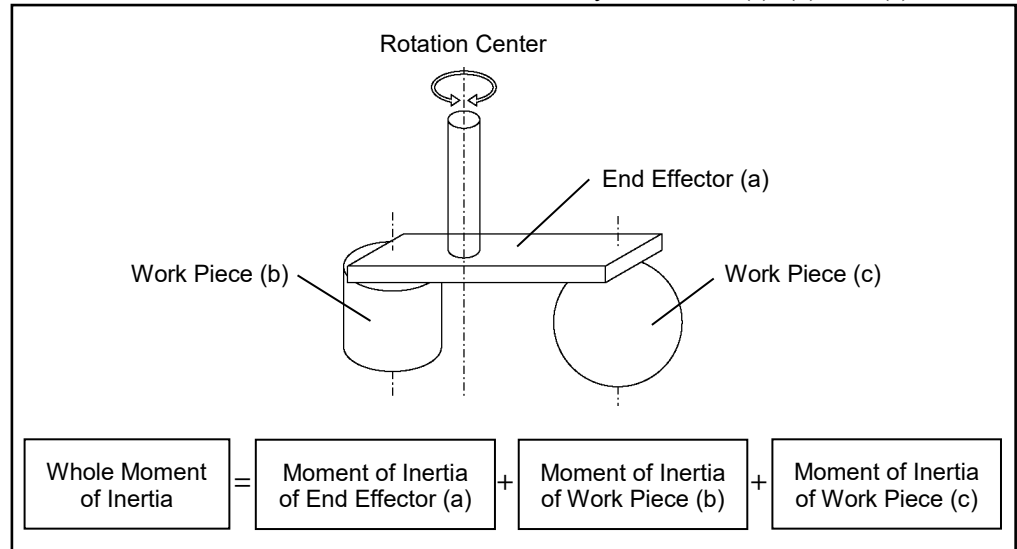 Rotation Center
End Effector (a)
Work Piece (b)
Work Piece (c)
Whole Moment
of Inertia
=
Moment of Inertia
of End Effector (a)
+
Moment of Inertia
of Work Piece (b)
+
Moment of Inertia
of Work Piece (c)